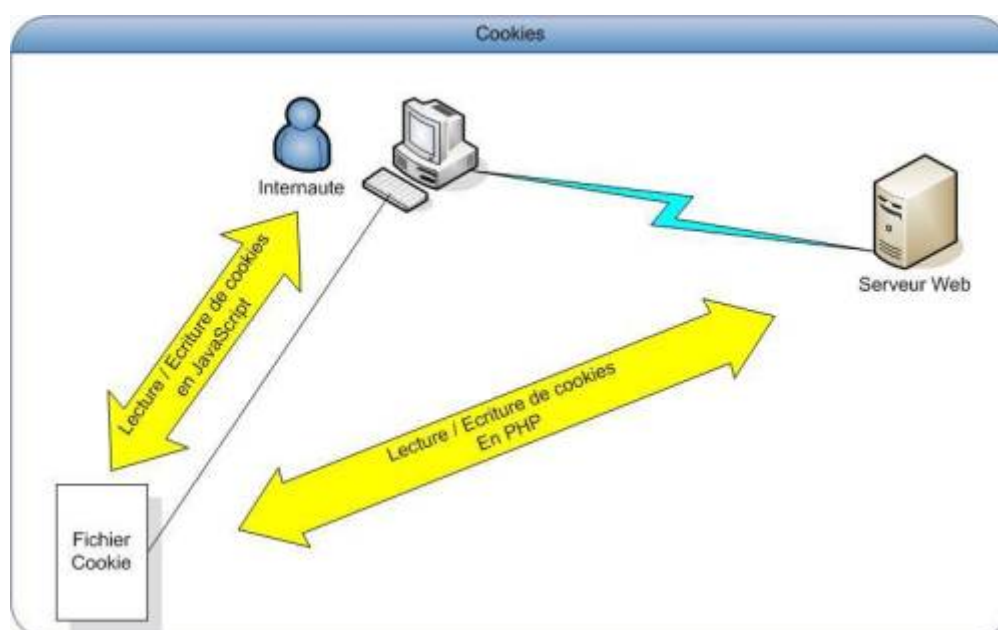 Cookies
Internaute
Serveur Web
Lecture / Ecriture de cookies
en JavaScript
Lecture / Ecriture de cookies
En PHP
Fichier
Cookie